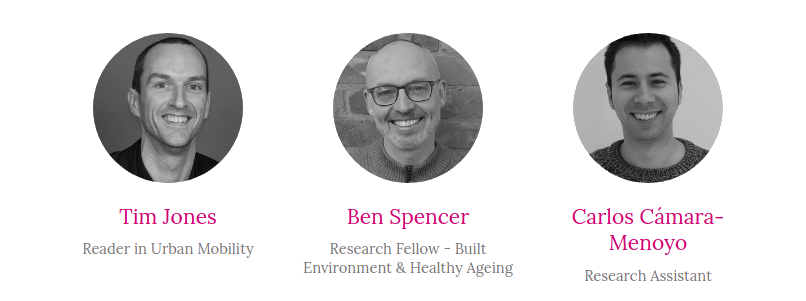 Tim Jones
Reader in Urban Mobility
Ben Spencer
Research Fellow - Built
Environment & Healthy Ageing
Carlos Cámara-
Menoyo
Research Assistant